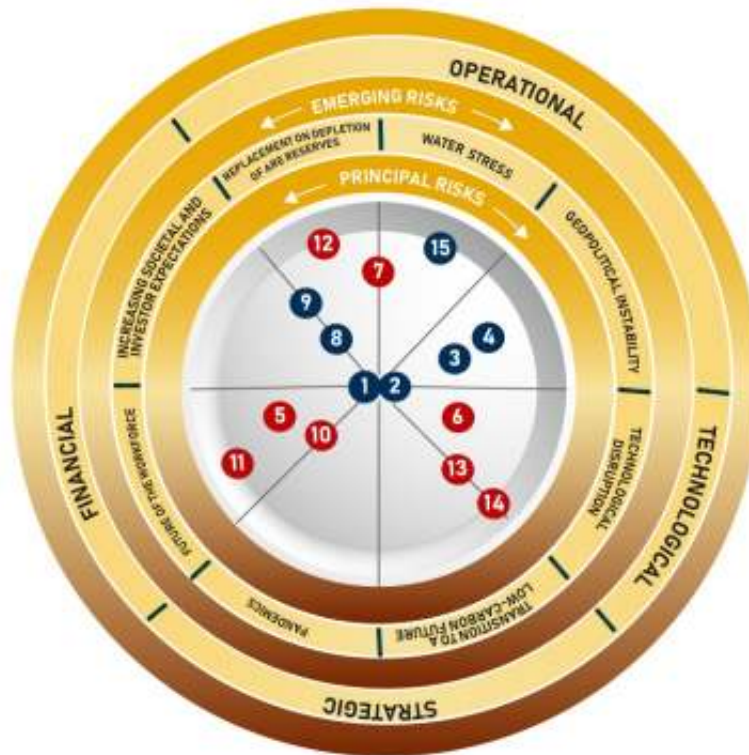 OPERATIONAL
EMERGING RISKS
REPLACEMENT ON DEPLETION
OF ARE RESERVES
WATER STRESS
PRINCIPAL RISKS
INCREASING SOCIETAL AND
INVESTOR EXPECTATIONS
GEOPOLITICAL INSTABILITY
12
15
7
9
8
4
3
1
2
5
6
10
11
13
14
FINANCIAL
FUTURE OF THE WORKFORCE
TECHNOLOGICAL
DISRUPTION
TECHNOLOGICAL
PANDEMICS
TRANSITION TO A
LOW-CARBON FUTURE
STRATEGIC